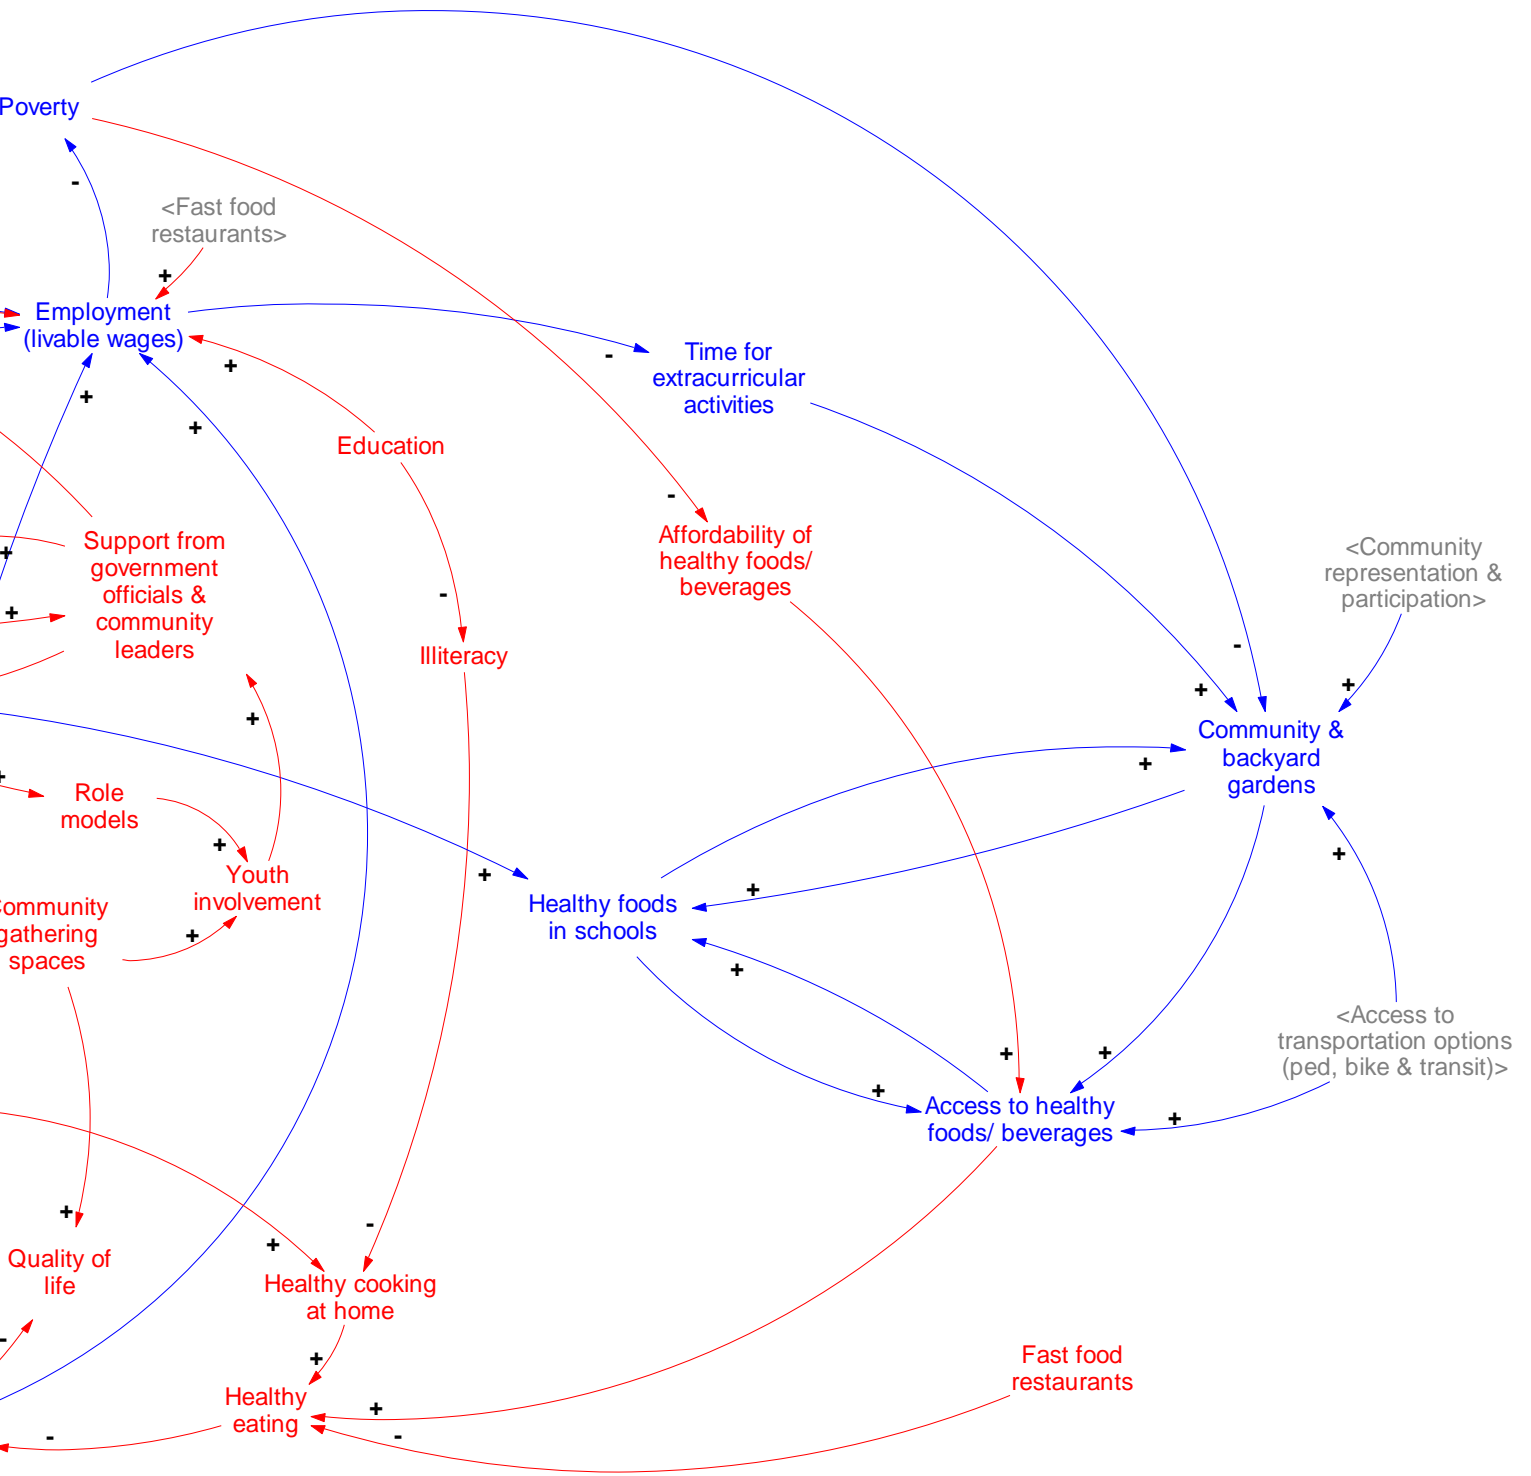 Poverty
-
<Fast food
restaurants>
+
Employment
(livable wages)
-
Time for
extracurricular
activities
+
+
+
Education
-
Affordability of
healthy foods/
beverages
Support from
government
officials &
community
leaders
+
+
-
Illiteracy
<Community
representation &
participation>
-
+
+
+
Community &
backyard
gardens
+
+
Role
models
+
+
Youth
involvement
+
Healthy foods
in schools
+
+
Community
gathering
spaces
+
+
<Access to
transportation options
(ped, bike & transit)>
+
+
+
Access to healthy
foods/ beverages
+
+
-
+
Quality of
life
Healthy cooking
at home
-
+
Fast food
restaurants
Healthy
eating
+
-
-